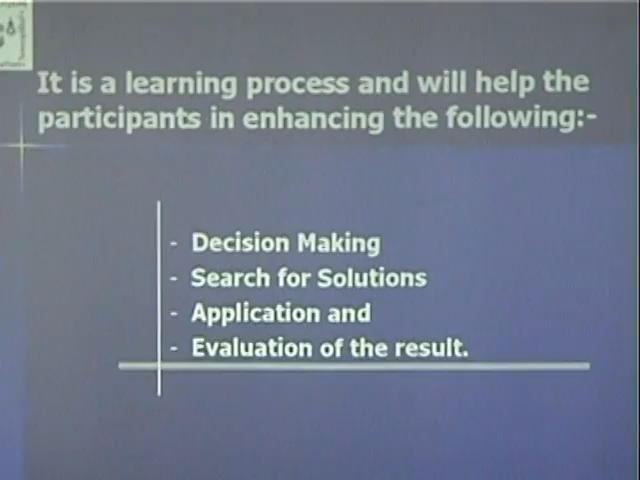 It is a learning process and will help the
participants in enhancing the following:-
- Decision Making
- Search for Solutions
- Application and
- Evaluation of the result.